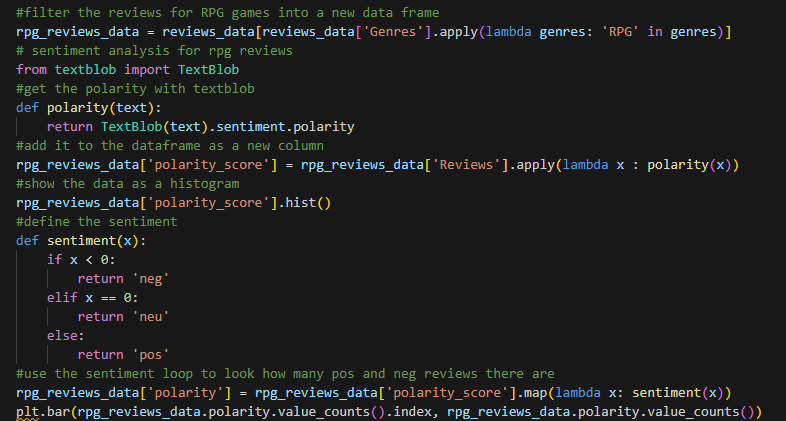 #filter the reviews for RPG games into a new data frame
rpg_reviews_data = reviews_data[reviews_data['Genres'].apply(lambda genres: 'RPG' in genres)]
# sentiment analysis for rpg reviews
from textblob import TextBlob
#get the polarity with textblob
def polarity(text):
    return TextBlob(text).sentiment.polarity
#add it to the dataframe as a new column
rpg_reviews_data['polarity_score'] = rpg_reviews_data['Reviews'].apply(lambda x : polarity(x))
#show the data as a histogram
rpg_reviews_data['polarity_score'].hist()
#define the sentiment
def sentiment(x):
    if x < 0:
        return 'neg'
    elif x == 0:
        return 'neu'
    else:
        return 'pos'
#use the sentiment loop to look how many pos and neg reviews there are
rpg_reviews_data['polarity'] = rpg_reviews_data['polarity_score'].map(lambda x: sentiment(x))
plt.bar(rpg_reviews_data.polarity.value_counts().index, rpg_reviews_data.polarity.value_counts())